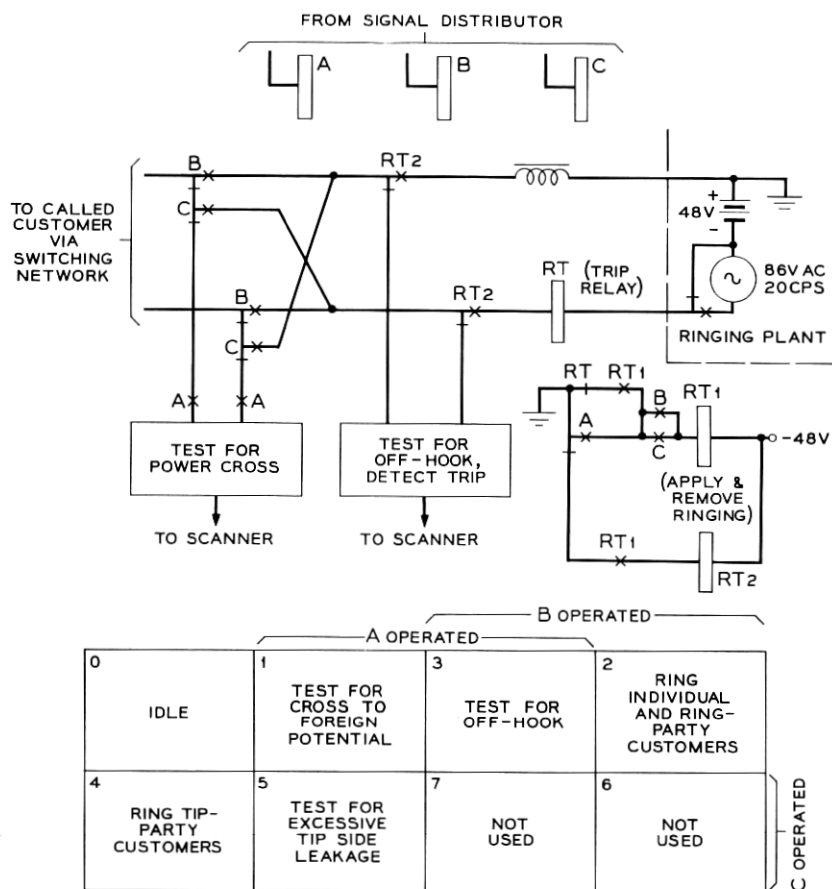 FROM SIGNAL DISTRIBUTOR
A
B
C
B
C
RT2
+
48V
-
TO CALLED
CUSTOMER
VIA
SWITCHING
NETWORK
B
C
RT2
RT (TRIP
RELAY)
~
86V AC
20CPS
RINGING PLANT
A
A
TEST FOR
POWER CROSS
TEST FOR
OFF-HOOK,
DETECT TRIP
TO SCANNER
TO SCANNER
RT
RT1
RT1
A
B
C
-48V
(APPLY &
REMOVE
RINGING)
RT1
RT2
B OPERATED
A OPERATED
0
IDLE
1
TEST FOR
CROSS TO
FOREIGN
POTENTIAL
3
TEST FOR
OFF-HOOK
2
RING
INDIVIDUAL
AND RING-
PARTY
CUSTOMERS
4
RING TIP-
PARTY
CUSTOMERS
5
TEST FOR
EXCESSIVE
TIP SIDE
LEAKAGE
7
NOT
USED
6
NOT
USED
C OPERATED